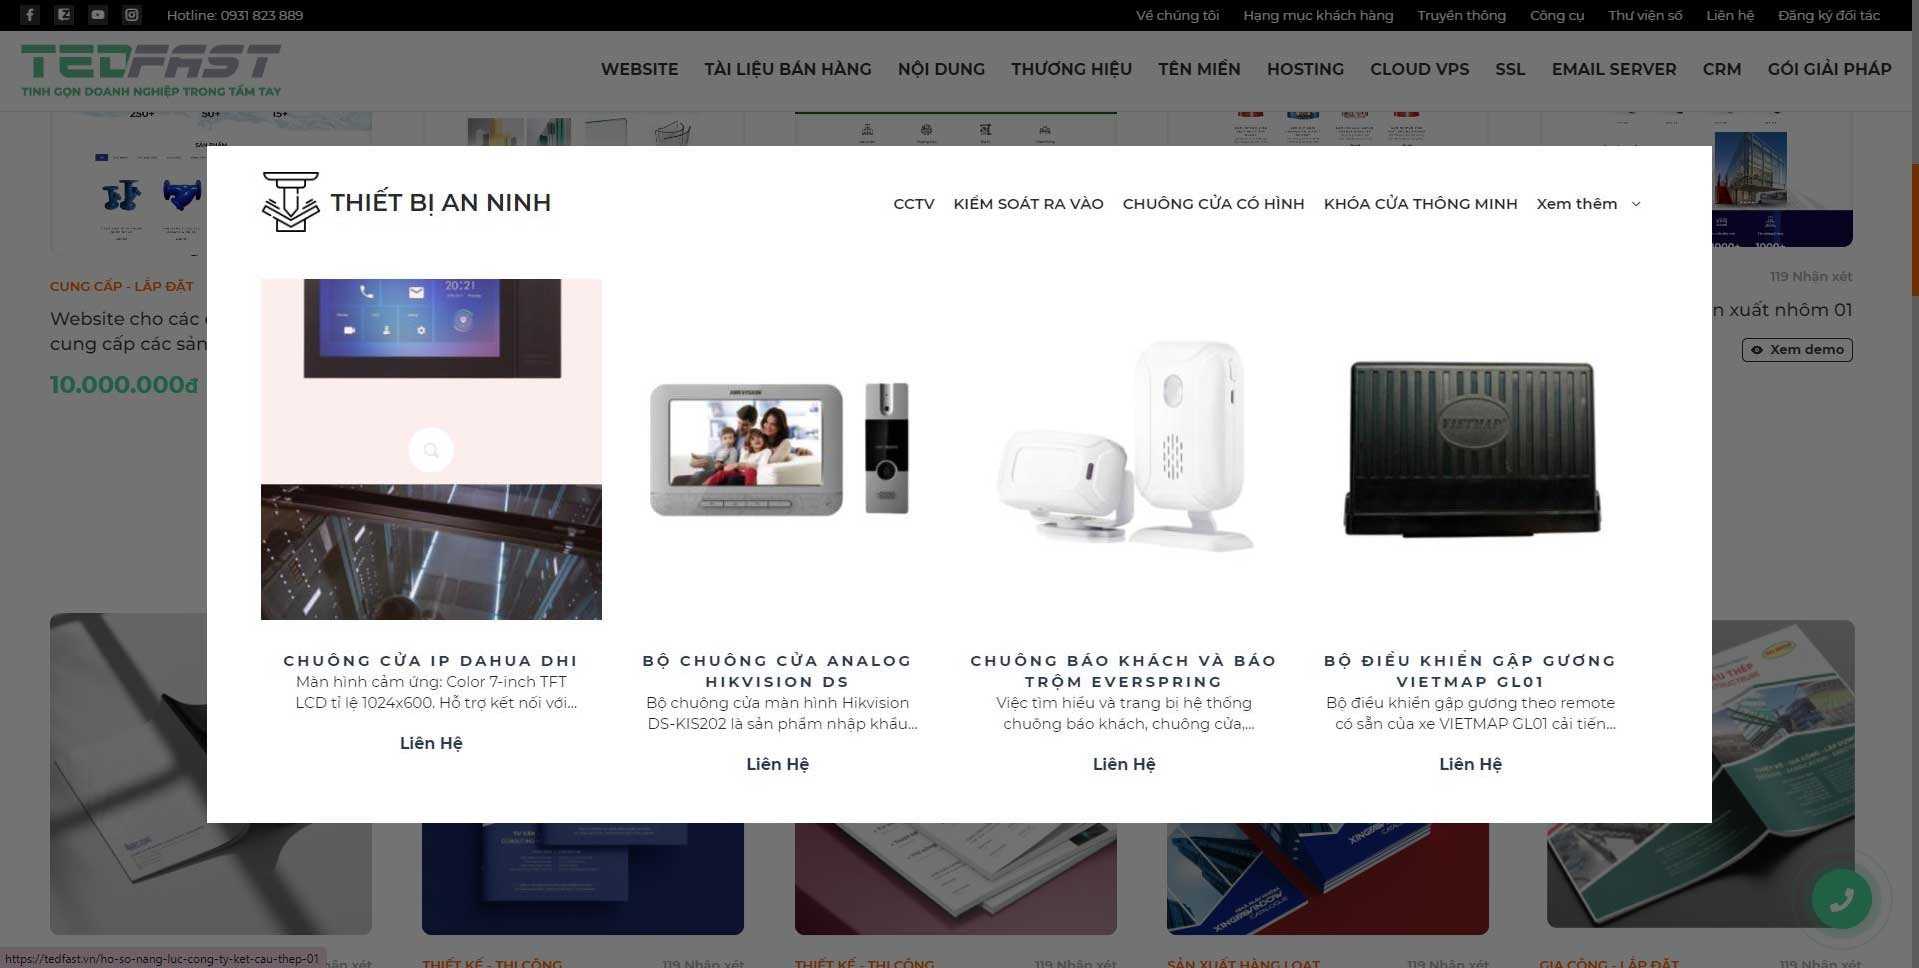 Hotline: 0931 823 889
Về chúng tôi
Hạng mục khách hàng
Truyền thông
Công cụ
Thư viện số
Liên hệ
Đăng ký đối tác
TEDFAST
TINH GỌN DOANH NGHIỆP TRONG TẦM TAY
WEBSITE
TÀI LIỆU BÁN HÀNG
NỘI DUNG
THƯƠNG HIỆU
TÊN MIỀN
HOSTING
CLOUD VPS
SSL
EMAIL SERVER
CRM
GÓI GIẢI PHÁP
250+
50+
15+
SẢN PHẨM
THIẾT BỊ AN NINH
CCTV
KIỂM SOÁT RA VÀO
CHUÔNG CỬA CÓ HÌNH
KHÓA CỬA THÔNG MINH
Xem thêm
1000+
1000+
CUNG CẤP - LẮP ĐẶT
Website cho các
cung cấp các sản
10.000.000đ
119 Nhận xét
n xuất nhôm 01
Xem demo
20:21
HIKVISION
VIETMAP
CHUÔNG CỬA IP DAHUA DHI
Màn hình cảm ứng: Color 7-inch TFT
LCD tỉ lệ 1024x600. Hỗ trợ kết nối với...
Liên Hệ
BỘ CHUÔNG CỬA ANALOG
HIKVISION DS
Bộ chuông cửa màn hình Hikvision
DS-KIS202 là sản phẩm nhập khẩu...
Liên Hệ
CHUÔNG BÁO KHÁCH VÀ BÁO
TRỘM EVERSPRING
Việc tìm hiểu và trang bị hệ thống
chuông báo khách, chuông cửa,...
Liên Hệ
BỘ ĐIỀU KHIỂN GẬP GƯƠNG
VIETMAP GL01
Bộ điều khiển gập gương theo remote
có sẵn của xe VIETMAP GL01 cải tiến...
Liên Hệ
CATALOGUE
https://tedfast.vn/ho-so-nang-luc-cong-ty-ket-cau-thep-01
THIẾT KẾ - THI CÔNG
119 Nhận xét
THIẾT KẾ - THI CÔNG
119 Nhận xét
SẢN XUẤT HÀNG LOẠT
119 Nhận xét
GIA CÔNG - LẮP ĐẶT
119 Nhận xét